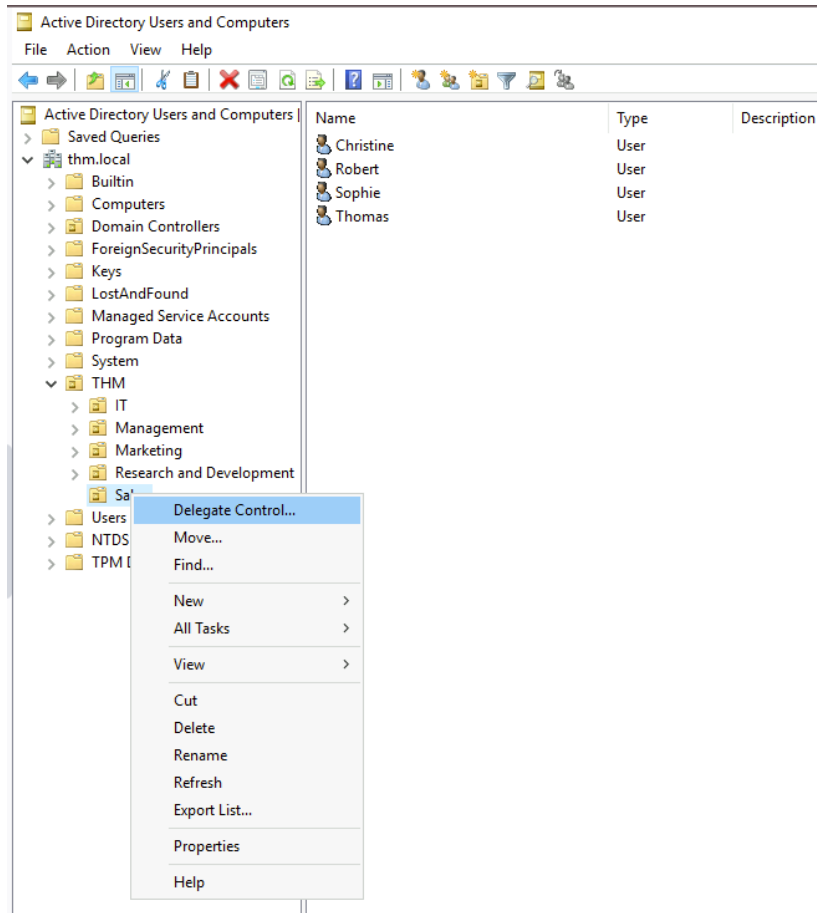 Active Directory Users and Computers
File Action View Help
Active Directory Users and Computers [
Saved Queries
thm.local
Builtin
Computers
Domain Controllers
ForeignSecurityPrincipals
Keys
LostAndFound
Managed Service Accounts
Program Data
System
THM
IT
Management
Marketing
Research and Development
Users
NTDS
TPM
Name Type Description
Christine User
Robert User
Sophie User
Thomas User
Delegate Control...
Move...
Find...
New
All Tasks
View
Cut
Delete
Rename
Refresh
Export List...
Properties
Help